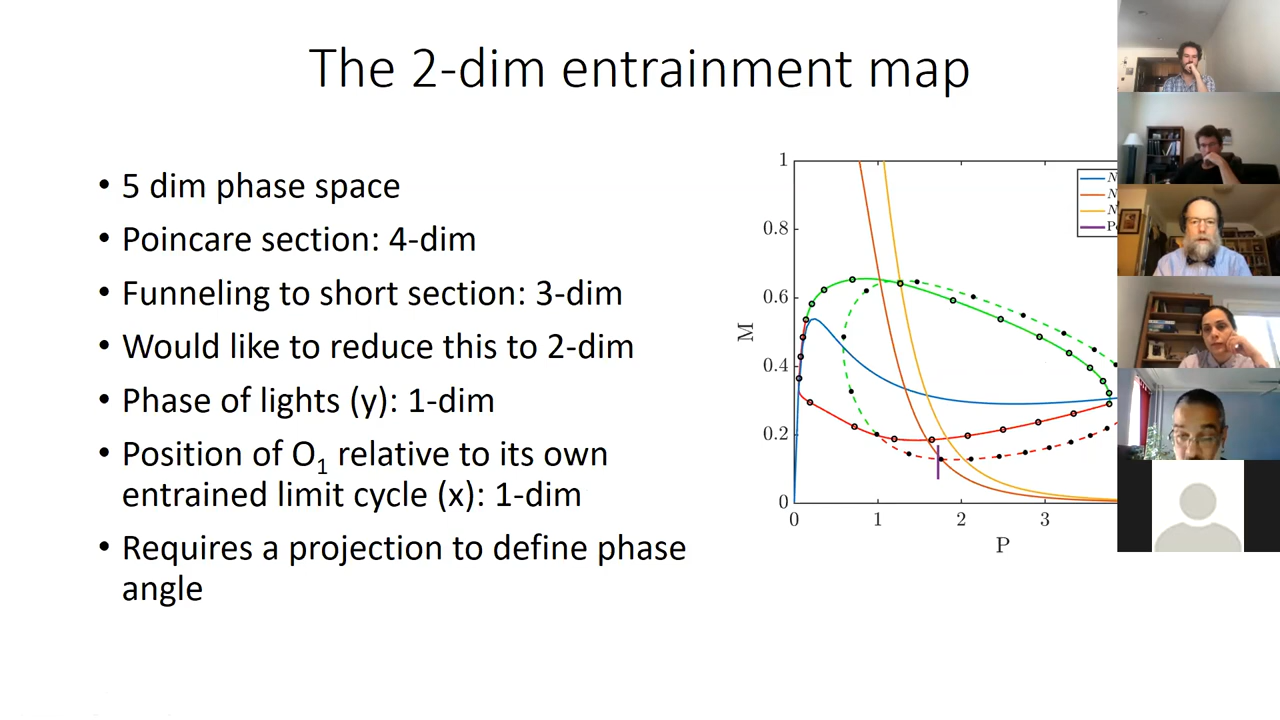 The 2-dim entrainment map
• 5 dim phase space
• Poincare section: 4-dim
• Funneling to short section: 3-dim
• Would like to reduce this to 2-dim
• Phase of lights (y): 1-dim
• Position of O₁ relative to its own
entrained limit cycle (x): 1-dim
• Requires a projection to define phase
angle
1
0.8
0.6
0.4
0.2
0
M
0 1 2 3
P
N
N
N